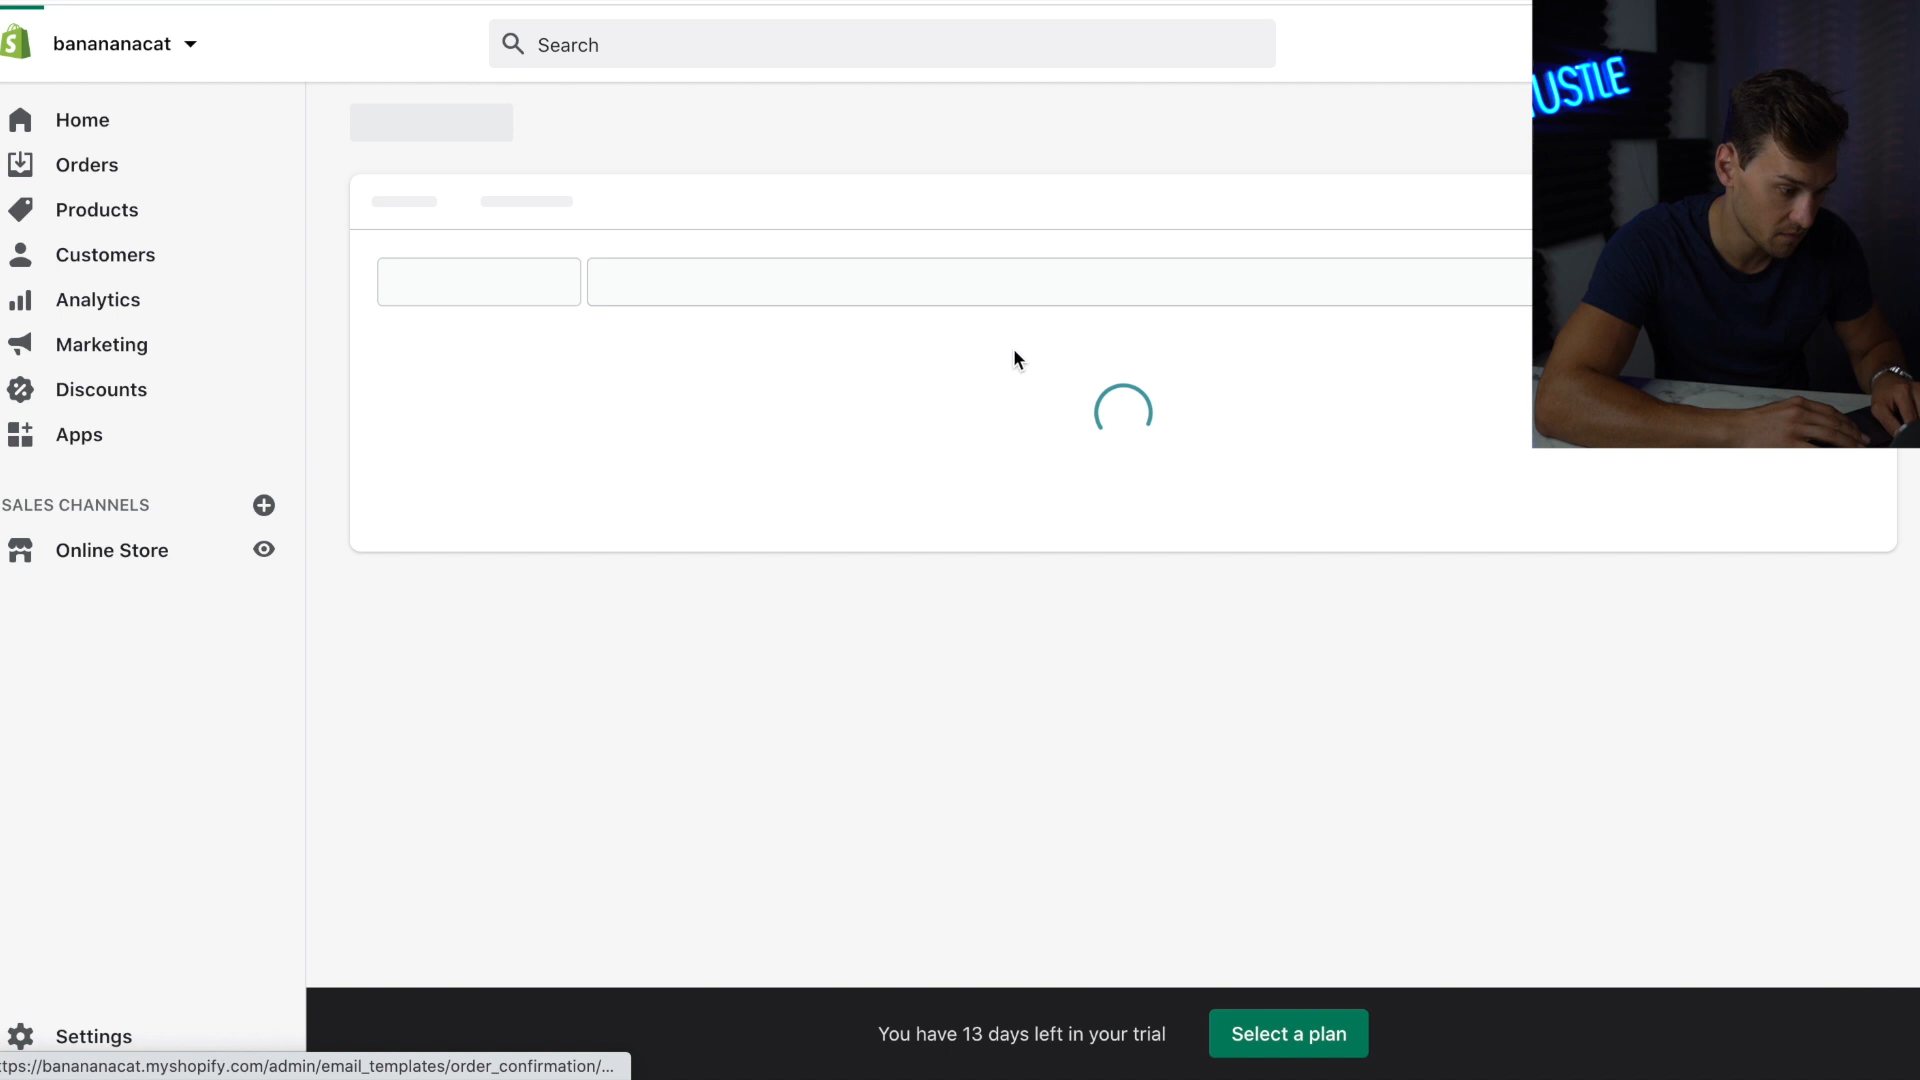 banananacat
Search
USTLE
Home
Orders
Products
Customers
Analytics
Marketing
Discounts
Apps
SALES CHANNELS
Online Store
Settings
You have 13 days left in your trial
Select a plan
tps://banananacat.myshopify.com/admin/email_templates/order_confirmation/...